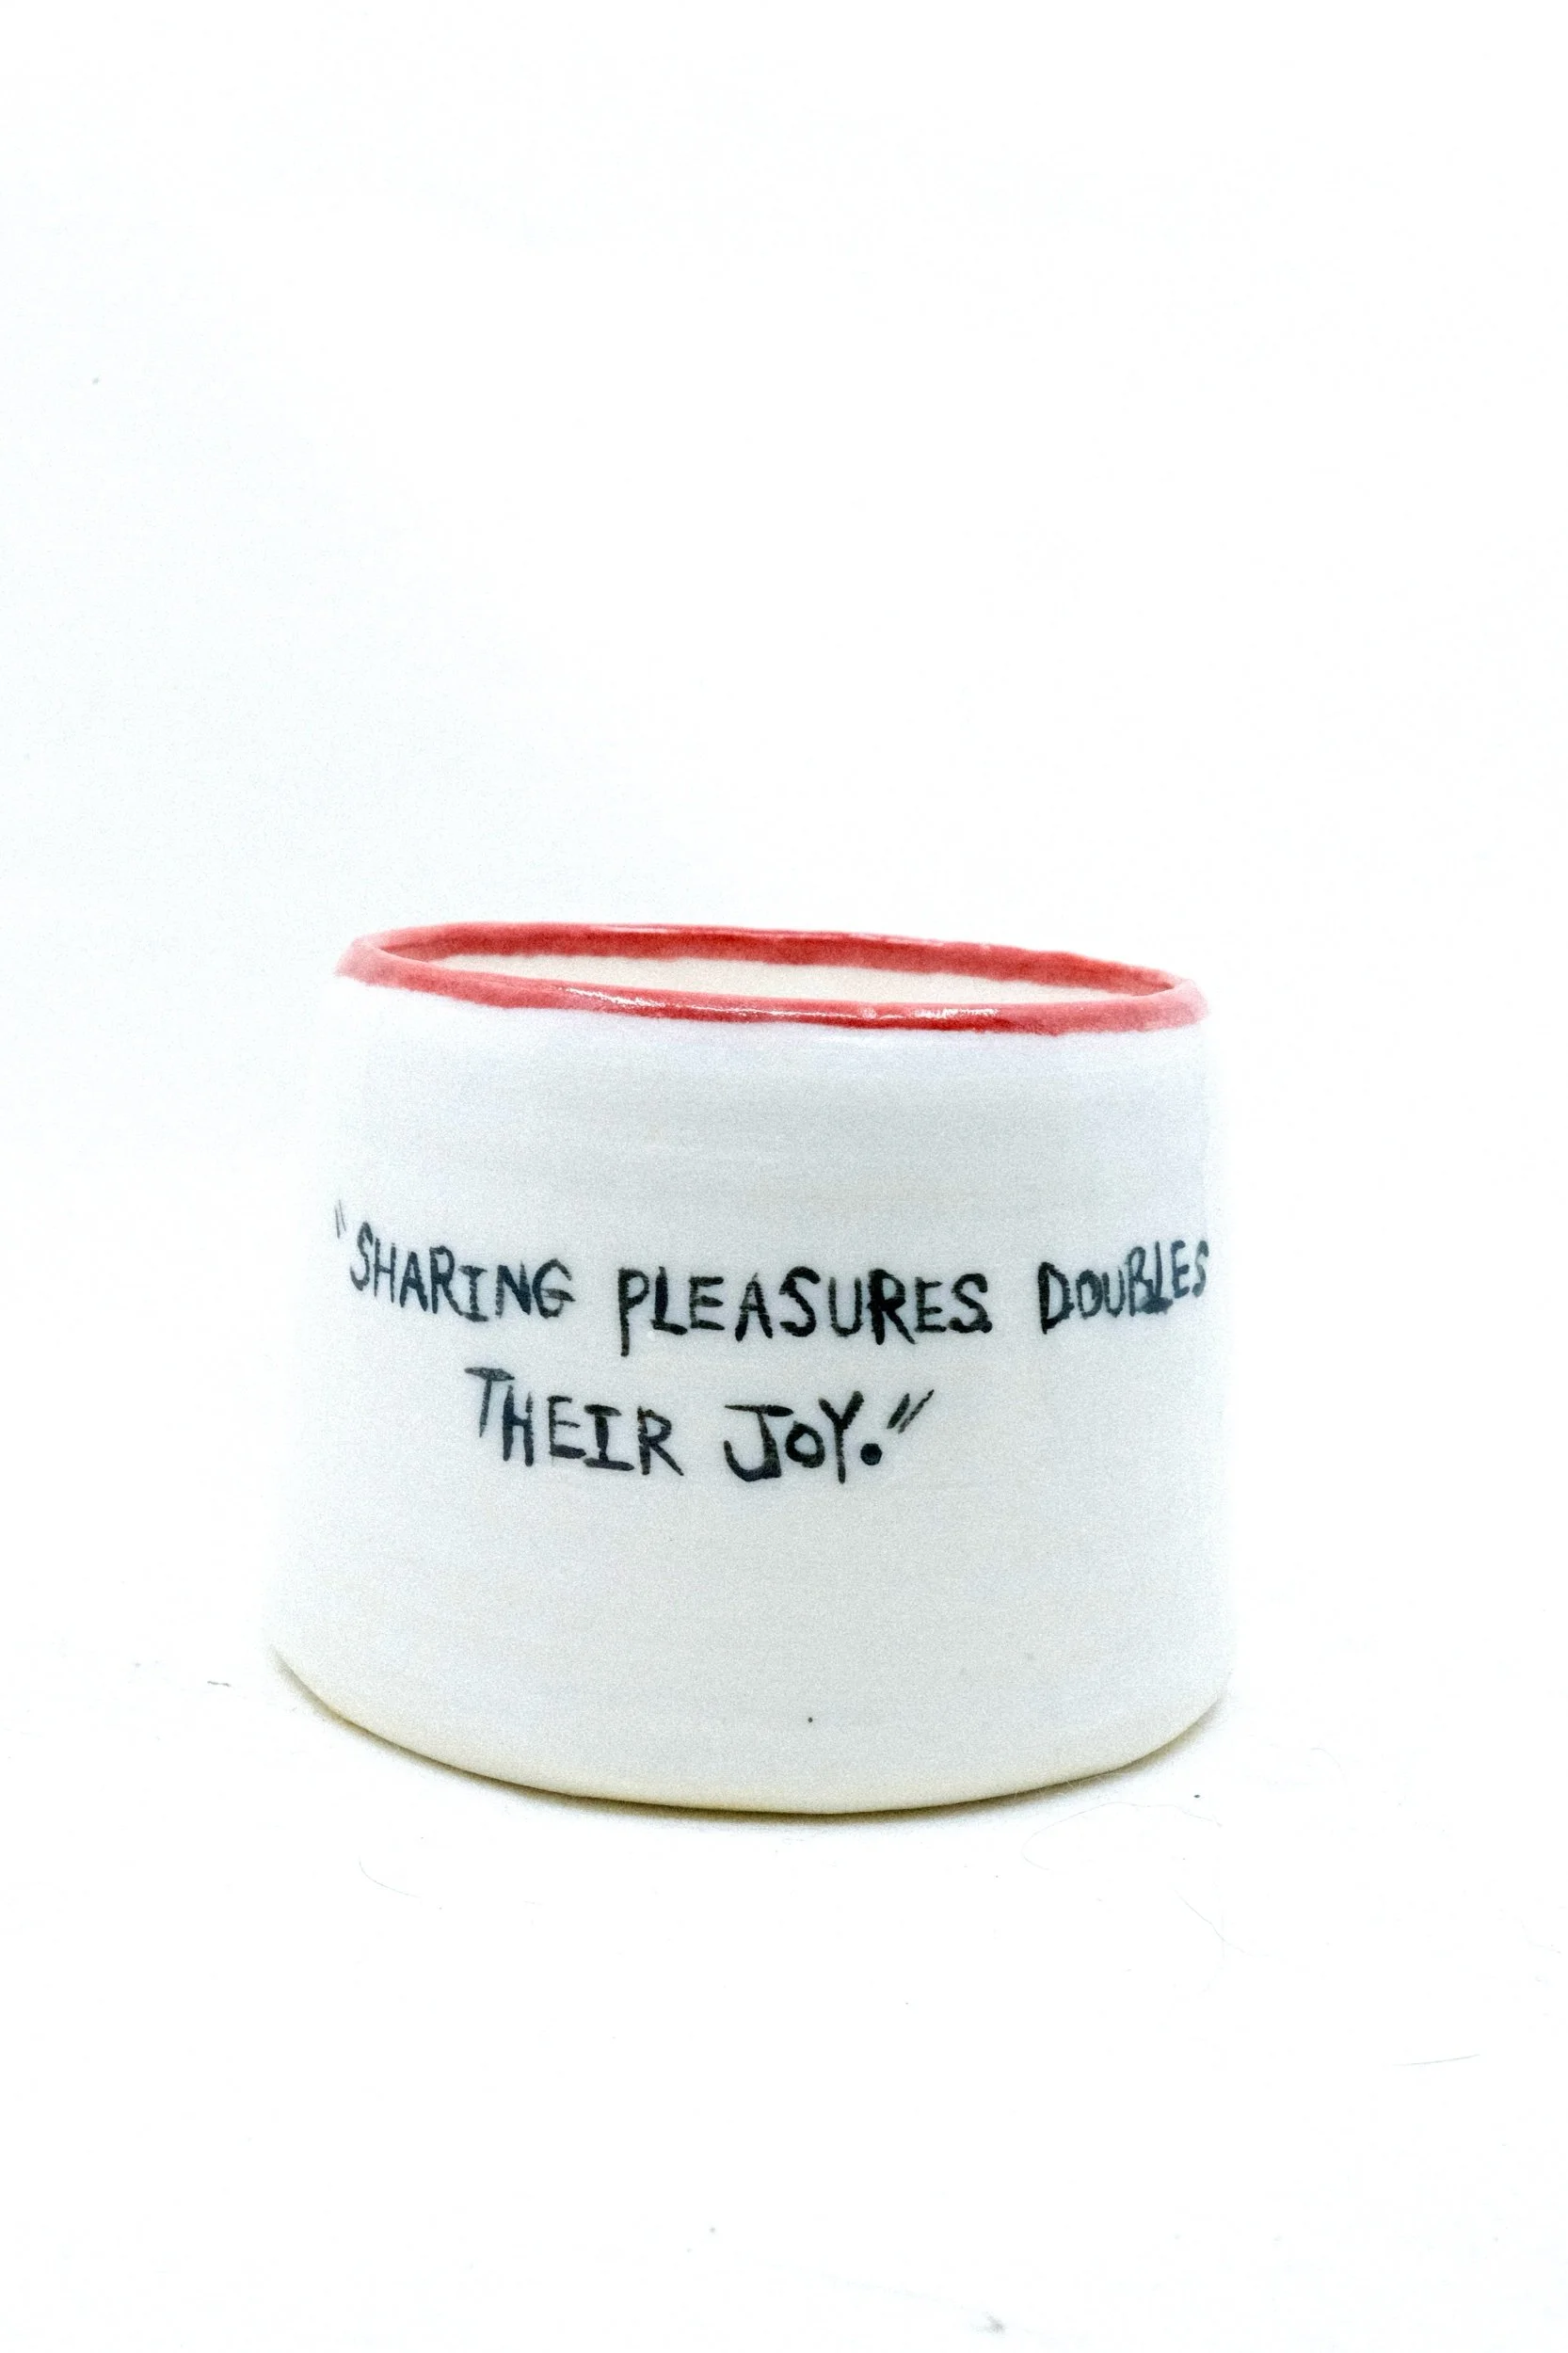 "SHARING PLEASURES DOUBLES
THEIR JOY."